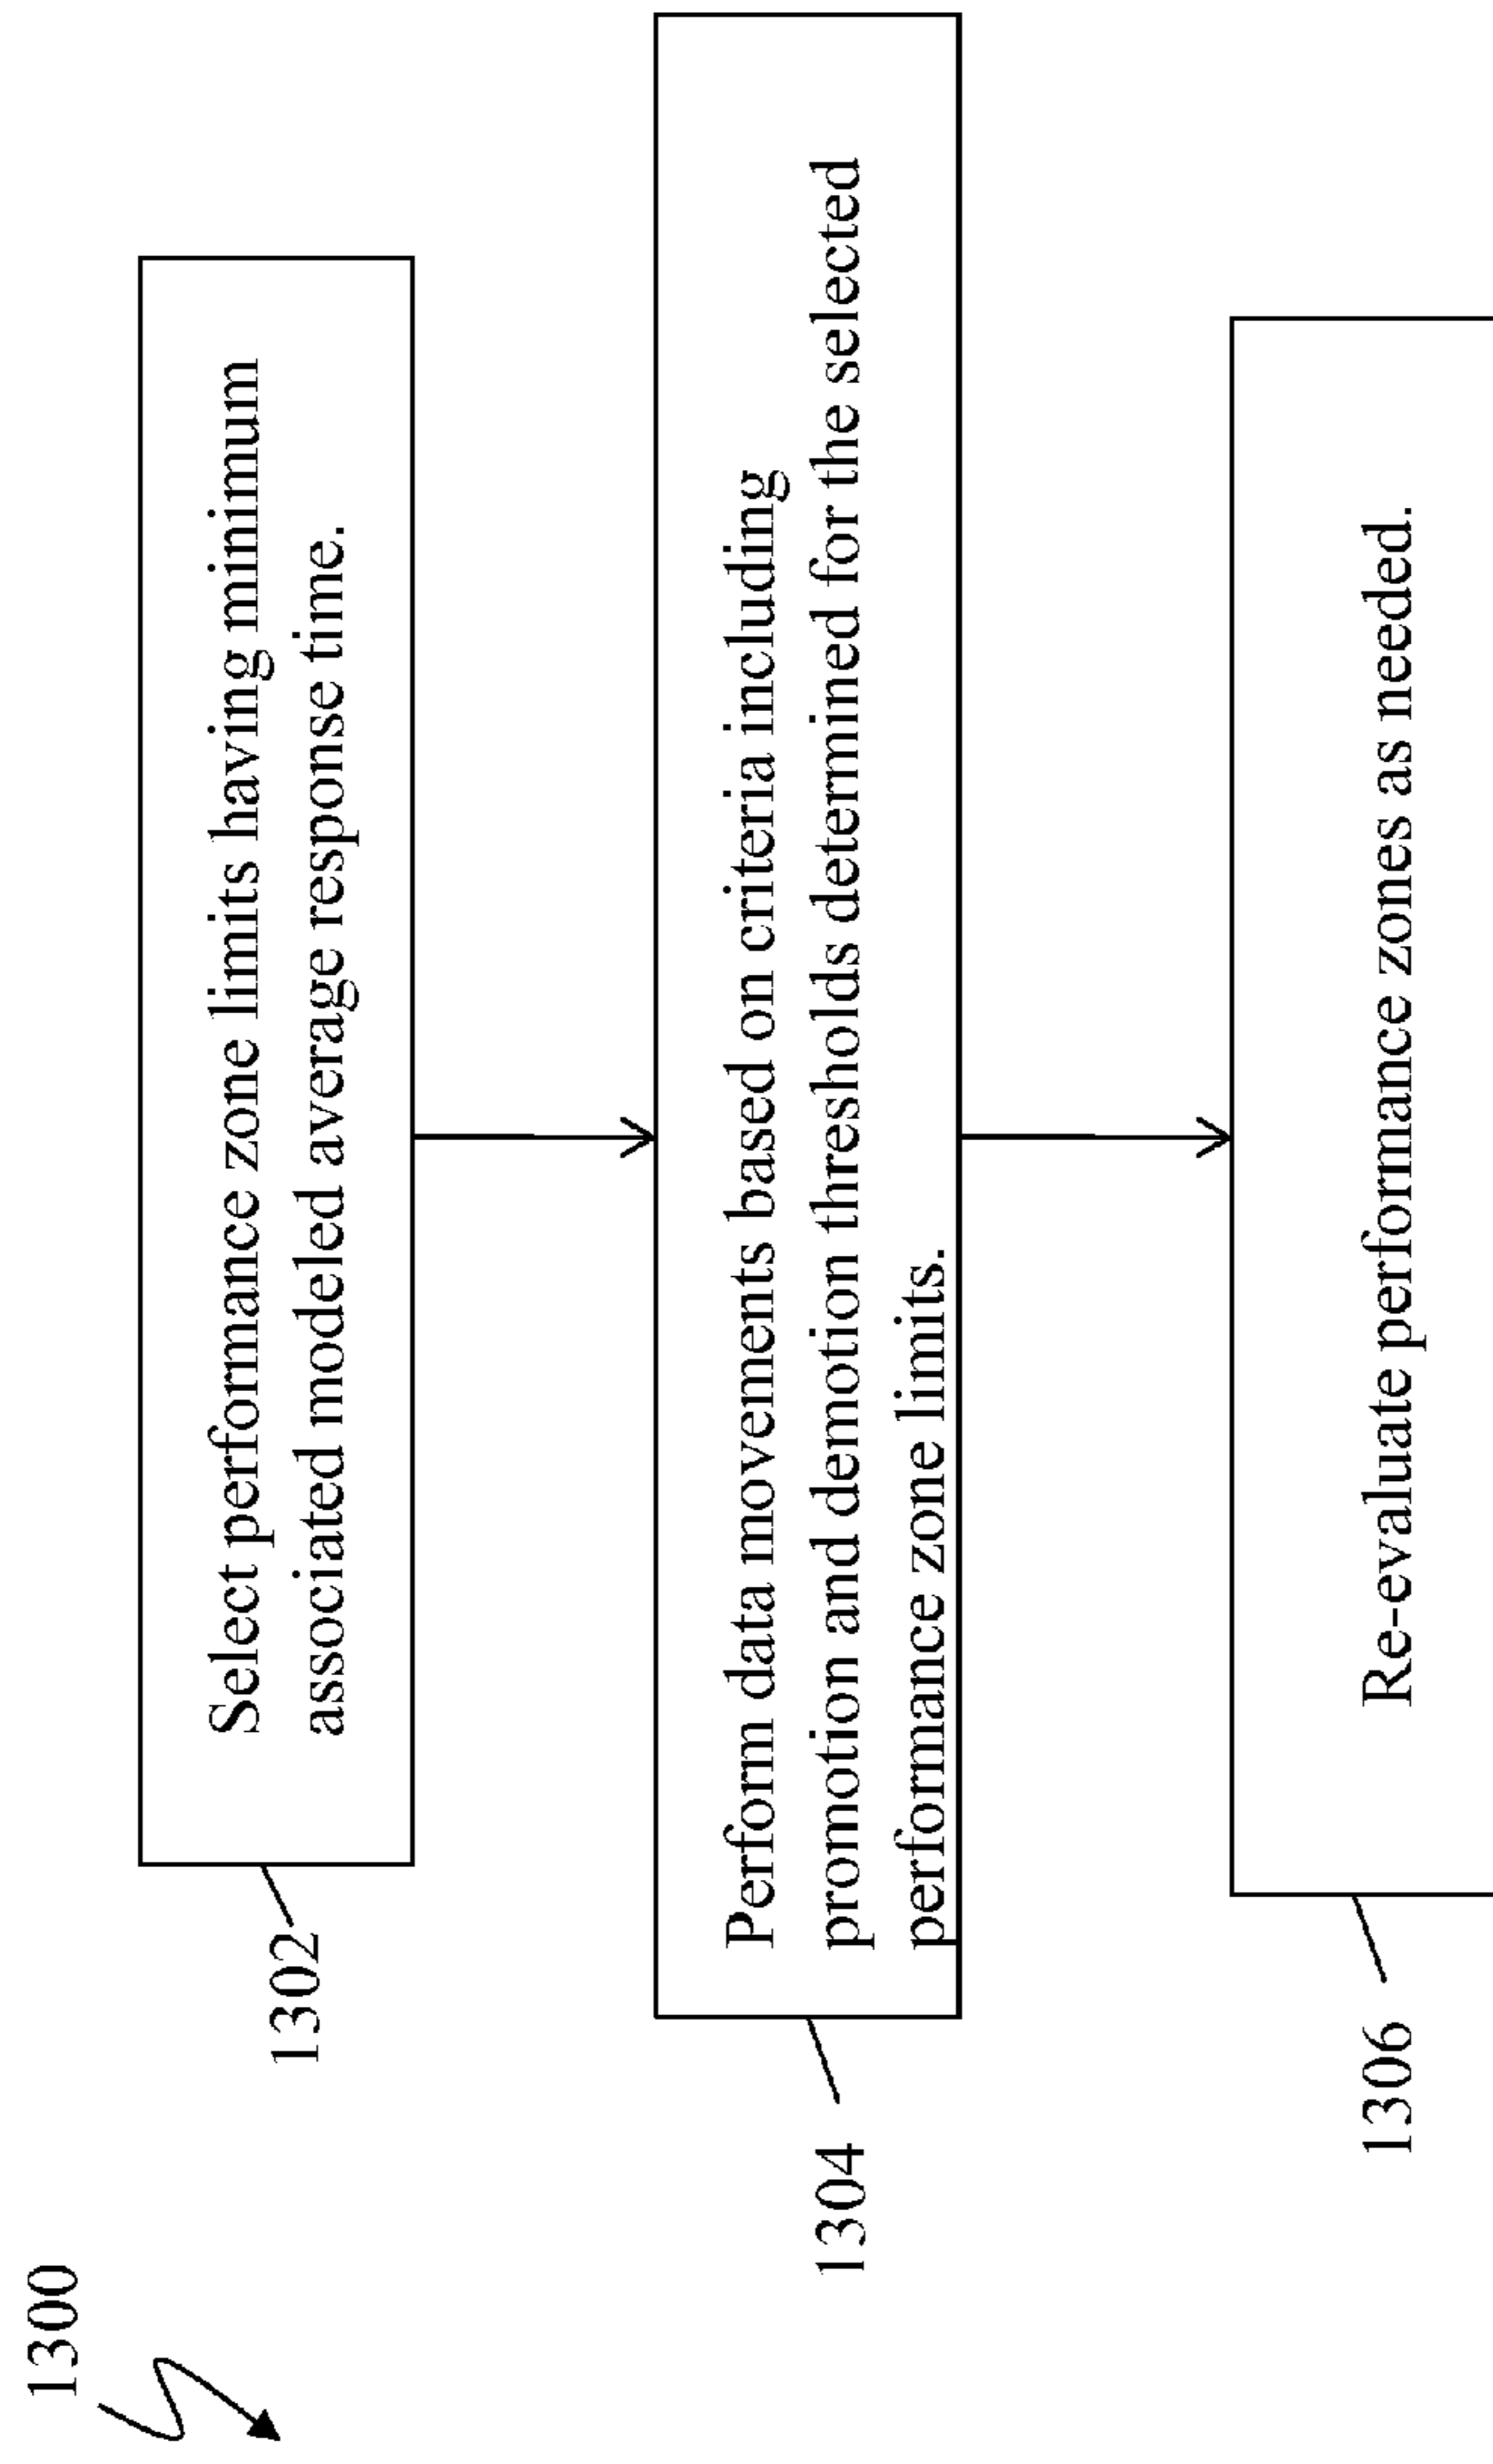 1300
1302
Select performance zone limits having minimum
associated modeled average response time.
1304
Perform data movements based on criteria including
promotion and demotion thresholds determined for the selected
performance zone limits.
1306
Re-evaluate performance zones as needed.